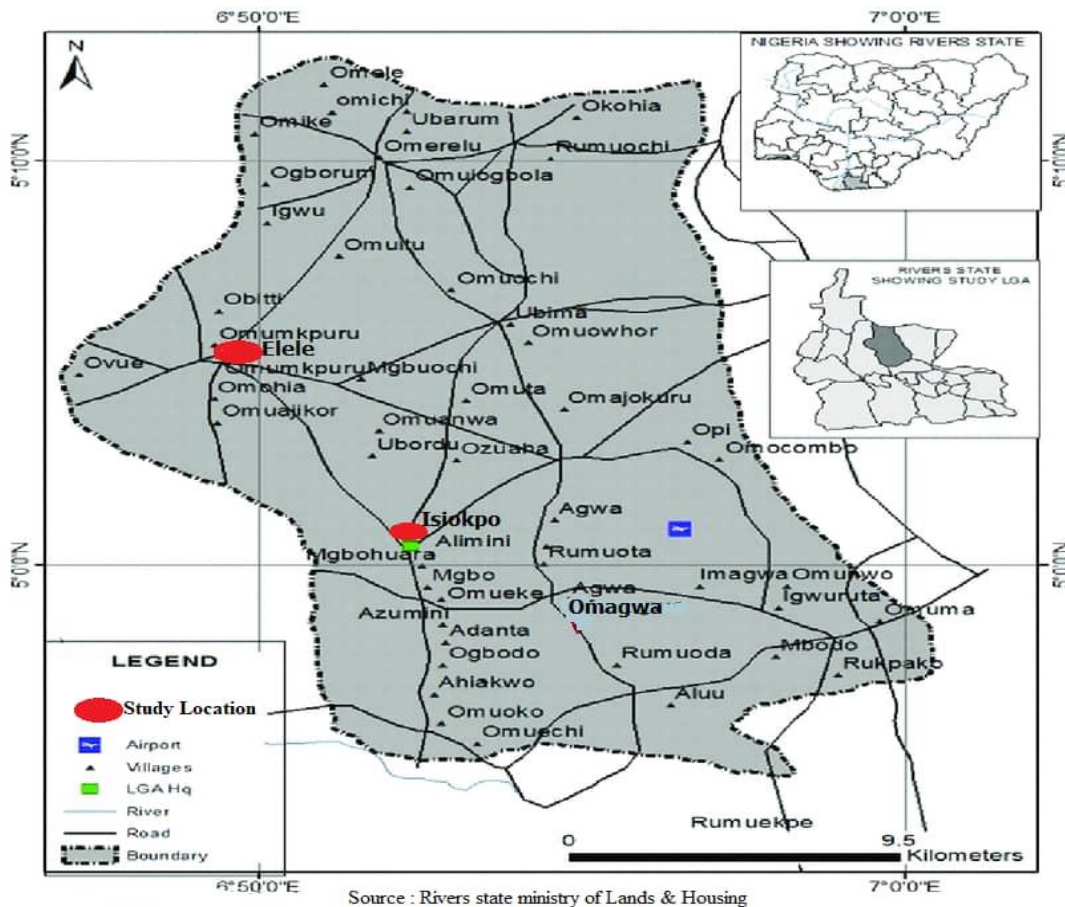 6°50'0"E
7°0'0"E
N
NIGERIA SHOWING RIVERS STATE
Omele
omichi
Okohia
Omike
Ubarum
Omerelu
Rumuochi
5°10'0"N
5°10'0"N
Ogborum
Omuiogbola
Igwu
Omuitu
RIVERS STATE
SHOWING STUDY LGA
Omuochi
Obitti
Ubima
Omumkpuru
Omuowhor
Elele
Ovue
Omumkpuru
Mgbuochi
Omohia
Omuta
Omuajikor
Omajokuru
Omuanwa
Opi
Ubordu
Ozuaha
Omocombo
Isiokpo
Agwa
Alimini
Mgbohuara
Rumuota
5°0'0"N
5°0'0"N
Mgbo
Imagwa
Omunwo
Omueke
Agwa
Igwuruta
Azumini
Omagwa
Omuma
Adanta
Ogbodo
Rumuoda
Mbodo
Rukpako
Ahiakwo
Aluu
Omuoko
Omuechi
LEGEND
Study Location
Airport
Villages
LGA Hq
River
Road
Boundary
Rumuekpe
0
9.5
Kilometers
6°50'0"E
7°0'0"E
Source : Rivers state ministry of Lands & Housing